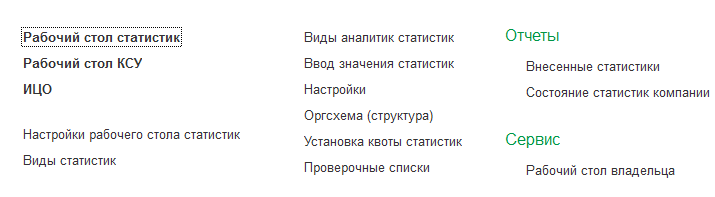 Рабочий стол статистик
Рабочий стол КСУ
ИЦО
Настройки рабочего стола статистик
Виды статистик
Виды аналитик статистик
Ввод значения статистик
Настройки
Оргсхема (структура)
Установка квоты статистик
Проверочные списки
Отчеты
Внесенные статистики
Состояние статистик компании
Сервис
Рабочий стол владельца